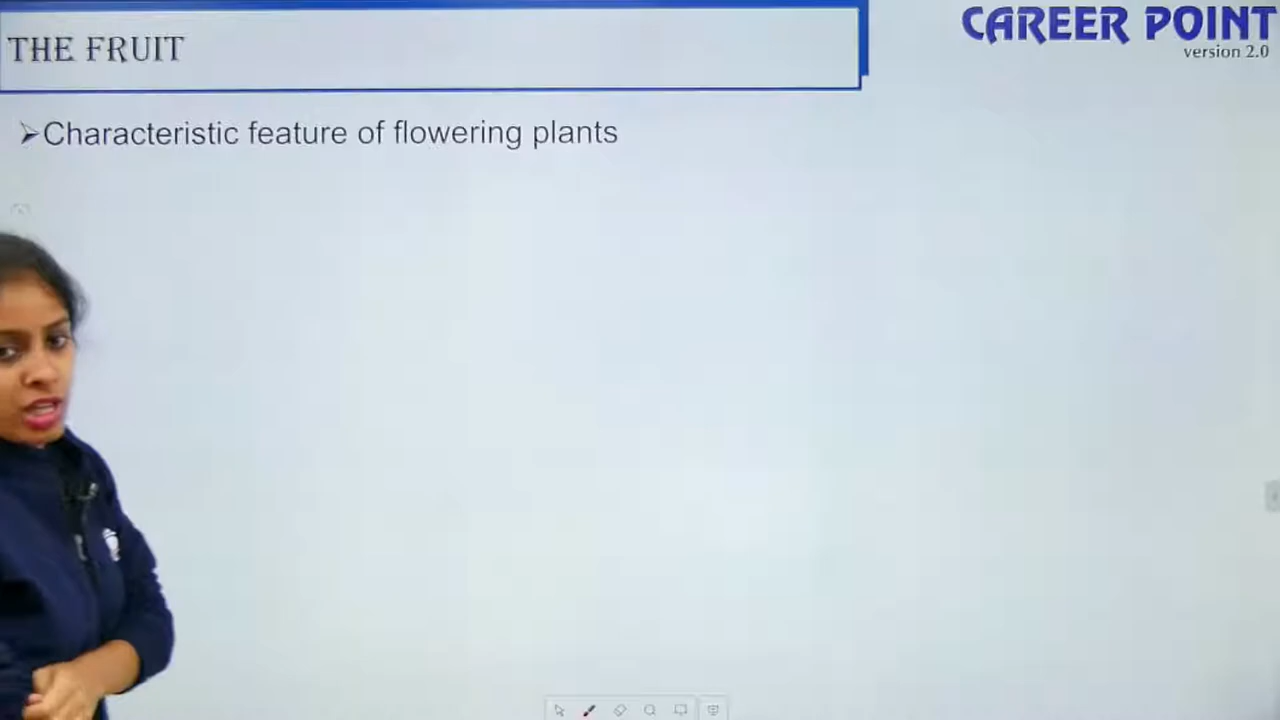 THE FRUIT
CAREER POINT
version 2.0
➢Characteristic feature of flowering plants